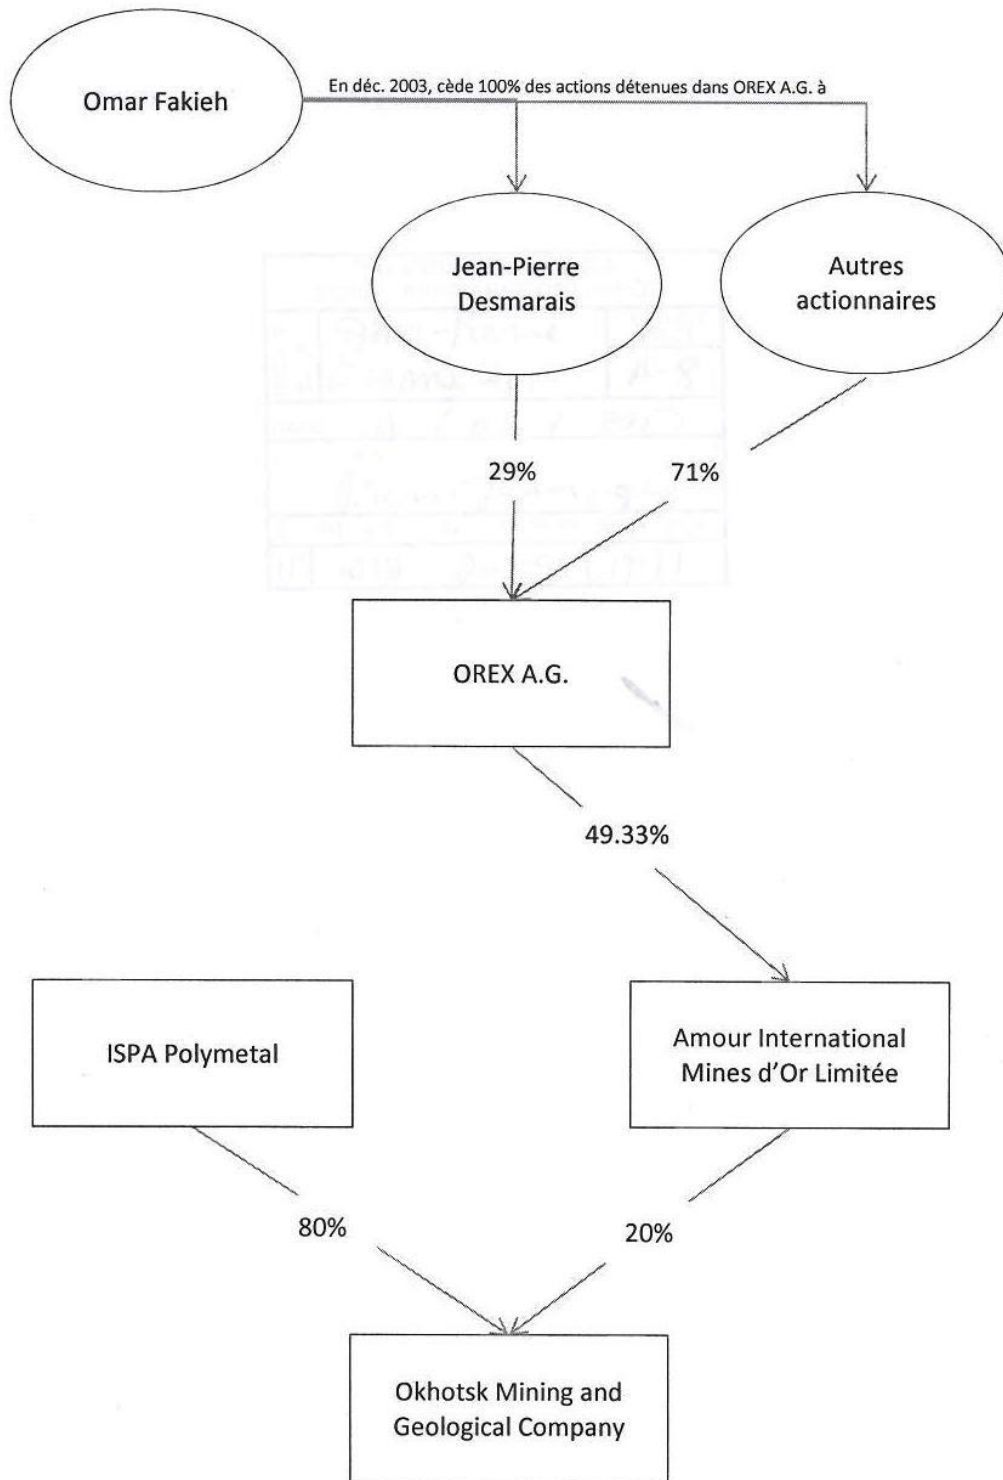 En déc. 2003, cède 100% des actions détenues dans OREX A.G. à
Omar Fakieh
Jean-Pierre
Desmarais
Autres
actionnaires
29%
71%
OREX A.G.
49.33%
ISPA Polymetal
Amour International
Mines d'Or Limitée
80%
20%
Okhotsk Mining and
Geological Company